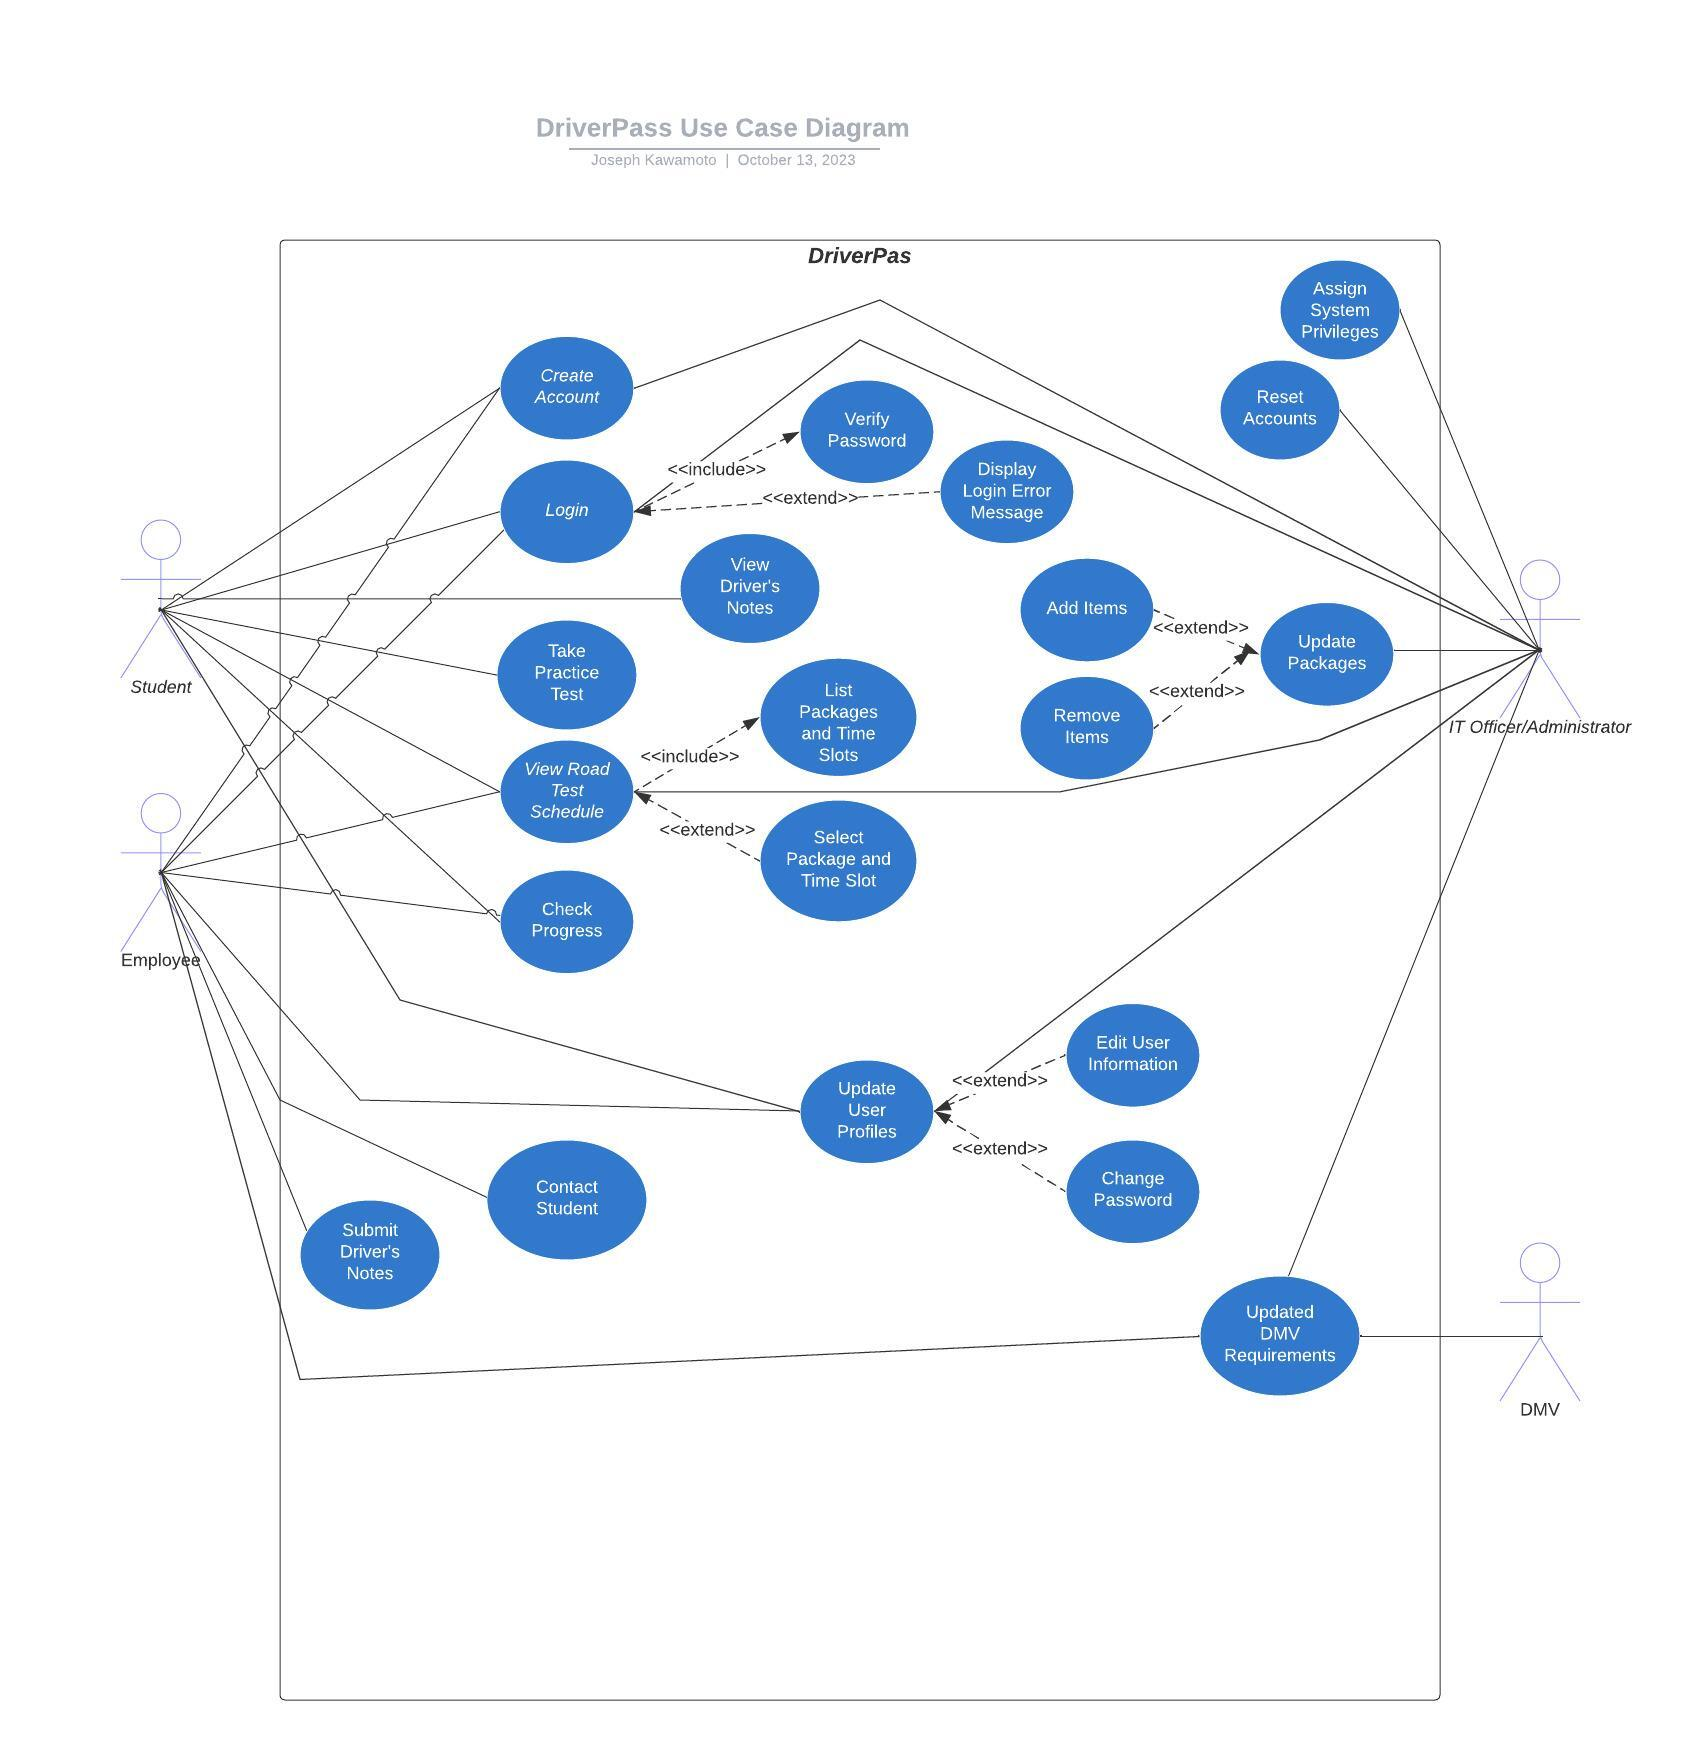 DriverPass Use Case Diagram
Joseph Kawamoto | October 13, 2023
DriverPas
Assign
System
Privileges
Create
Account
Reset
Accounts
Verify
Password
<<include>>
Display
Login Error
Message
<<extend>>
Login
View
Driver's
Notes
Add Items
<<extend>>
Update
Packages
Take
Practice
Test
Student
List
Packages
and Time
Slots
<<extend>>
Remove
Items
IT Officer/Administrator
<<include>>
View Road
Test
Schedule
<<extend>>
Select
Package and
Time Slot
Check
Progress
Employee
Edit User
Information
<<extend>>
Update
User
Profiles
<<extend>>
Change
Password
Contact
Student
Submit
Driver's
Notes
Updated
DMV
Requirements
DMV